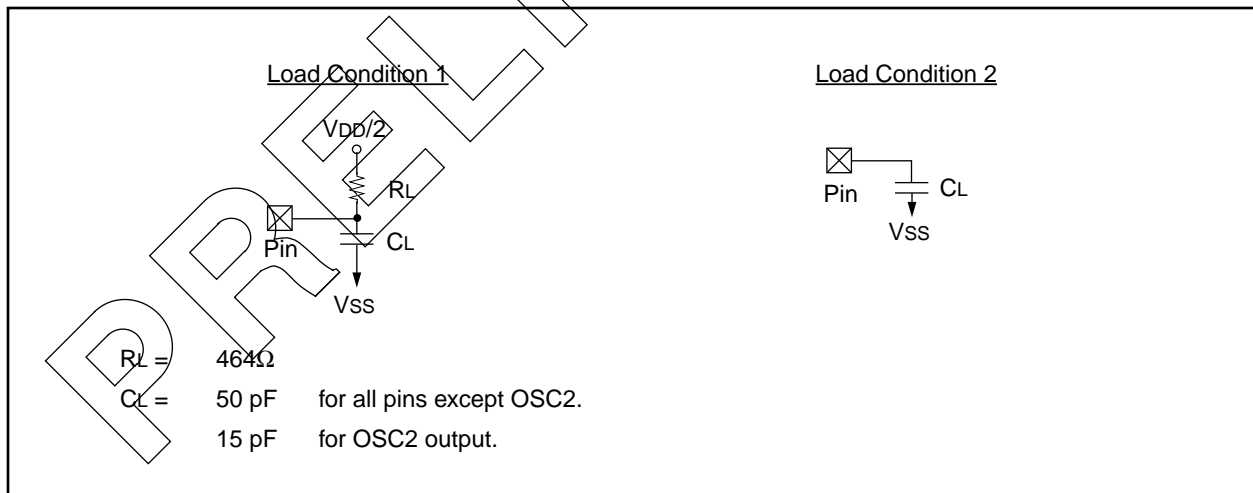 Load Condition 1
VDD/2
RL
Pin
CL
VSS
Load Condition 2
Pin
CL
VSS
RL = 464Ω
CL = 50 pF for all pins except OSC2.
15 pF for OSC2 output.
PREL